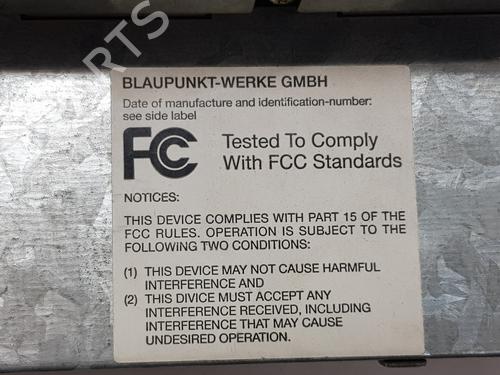 PARTS
BLAUPUNKT-WERKE GMBH
Date of manufacture and identification-number:
see side label
FCC
Tested To Comply
With FCC Standards
NOTICES:
THIS DEVICE COMPLIES WITH PART 15 OF THE
FCC RULES. OPERATION IS SUBJECT TO THE
FOLLOWING TWO CONDITIONS:
(1) THIS DEVICE MAY NOT CAUSE HARMFUL
INTERFERENCE AND
(2) THIS DIVICE MUST ACCEPT ANY
INTERFERENCE RECEIVED, INCLUDING
INTERFERENCE THAT MAY CAUSE
UNDESIRED OPERATION.